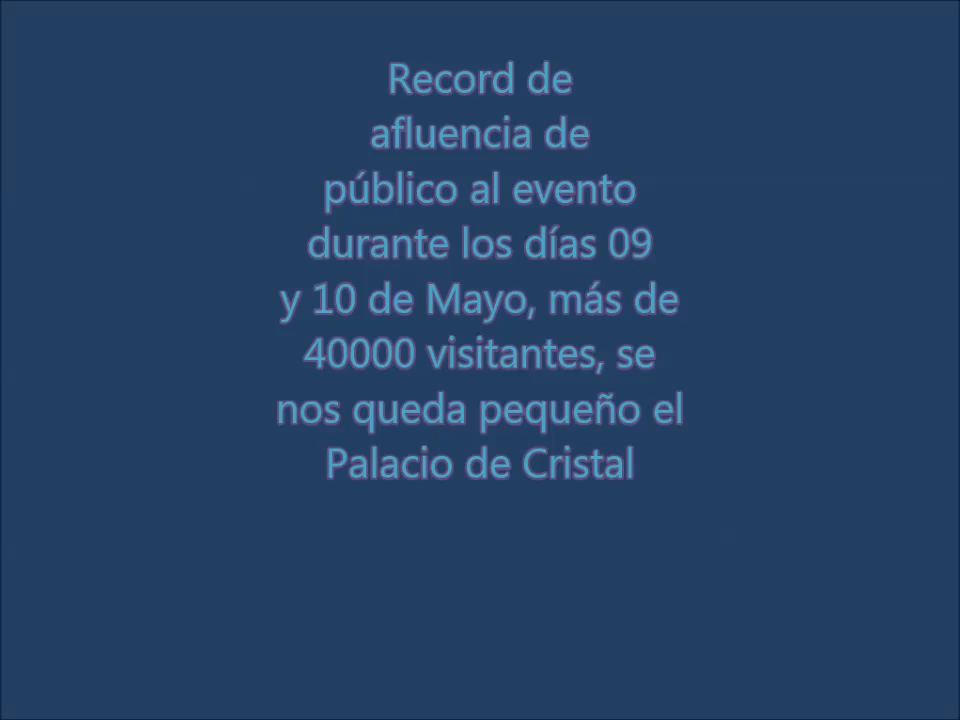 Record de
afluencia de
público al evento
durante los días 09
y 10 de Mayo, más de
40000 visitantes, se
nos queda pequeño el
Palacio de Cristal